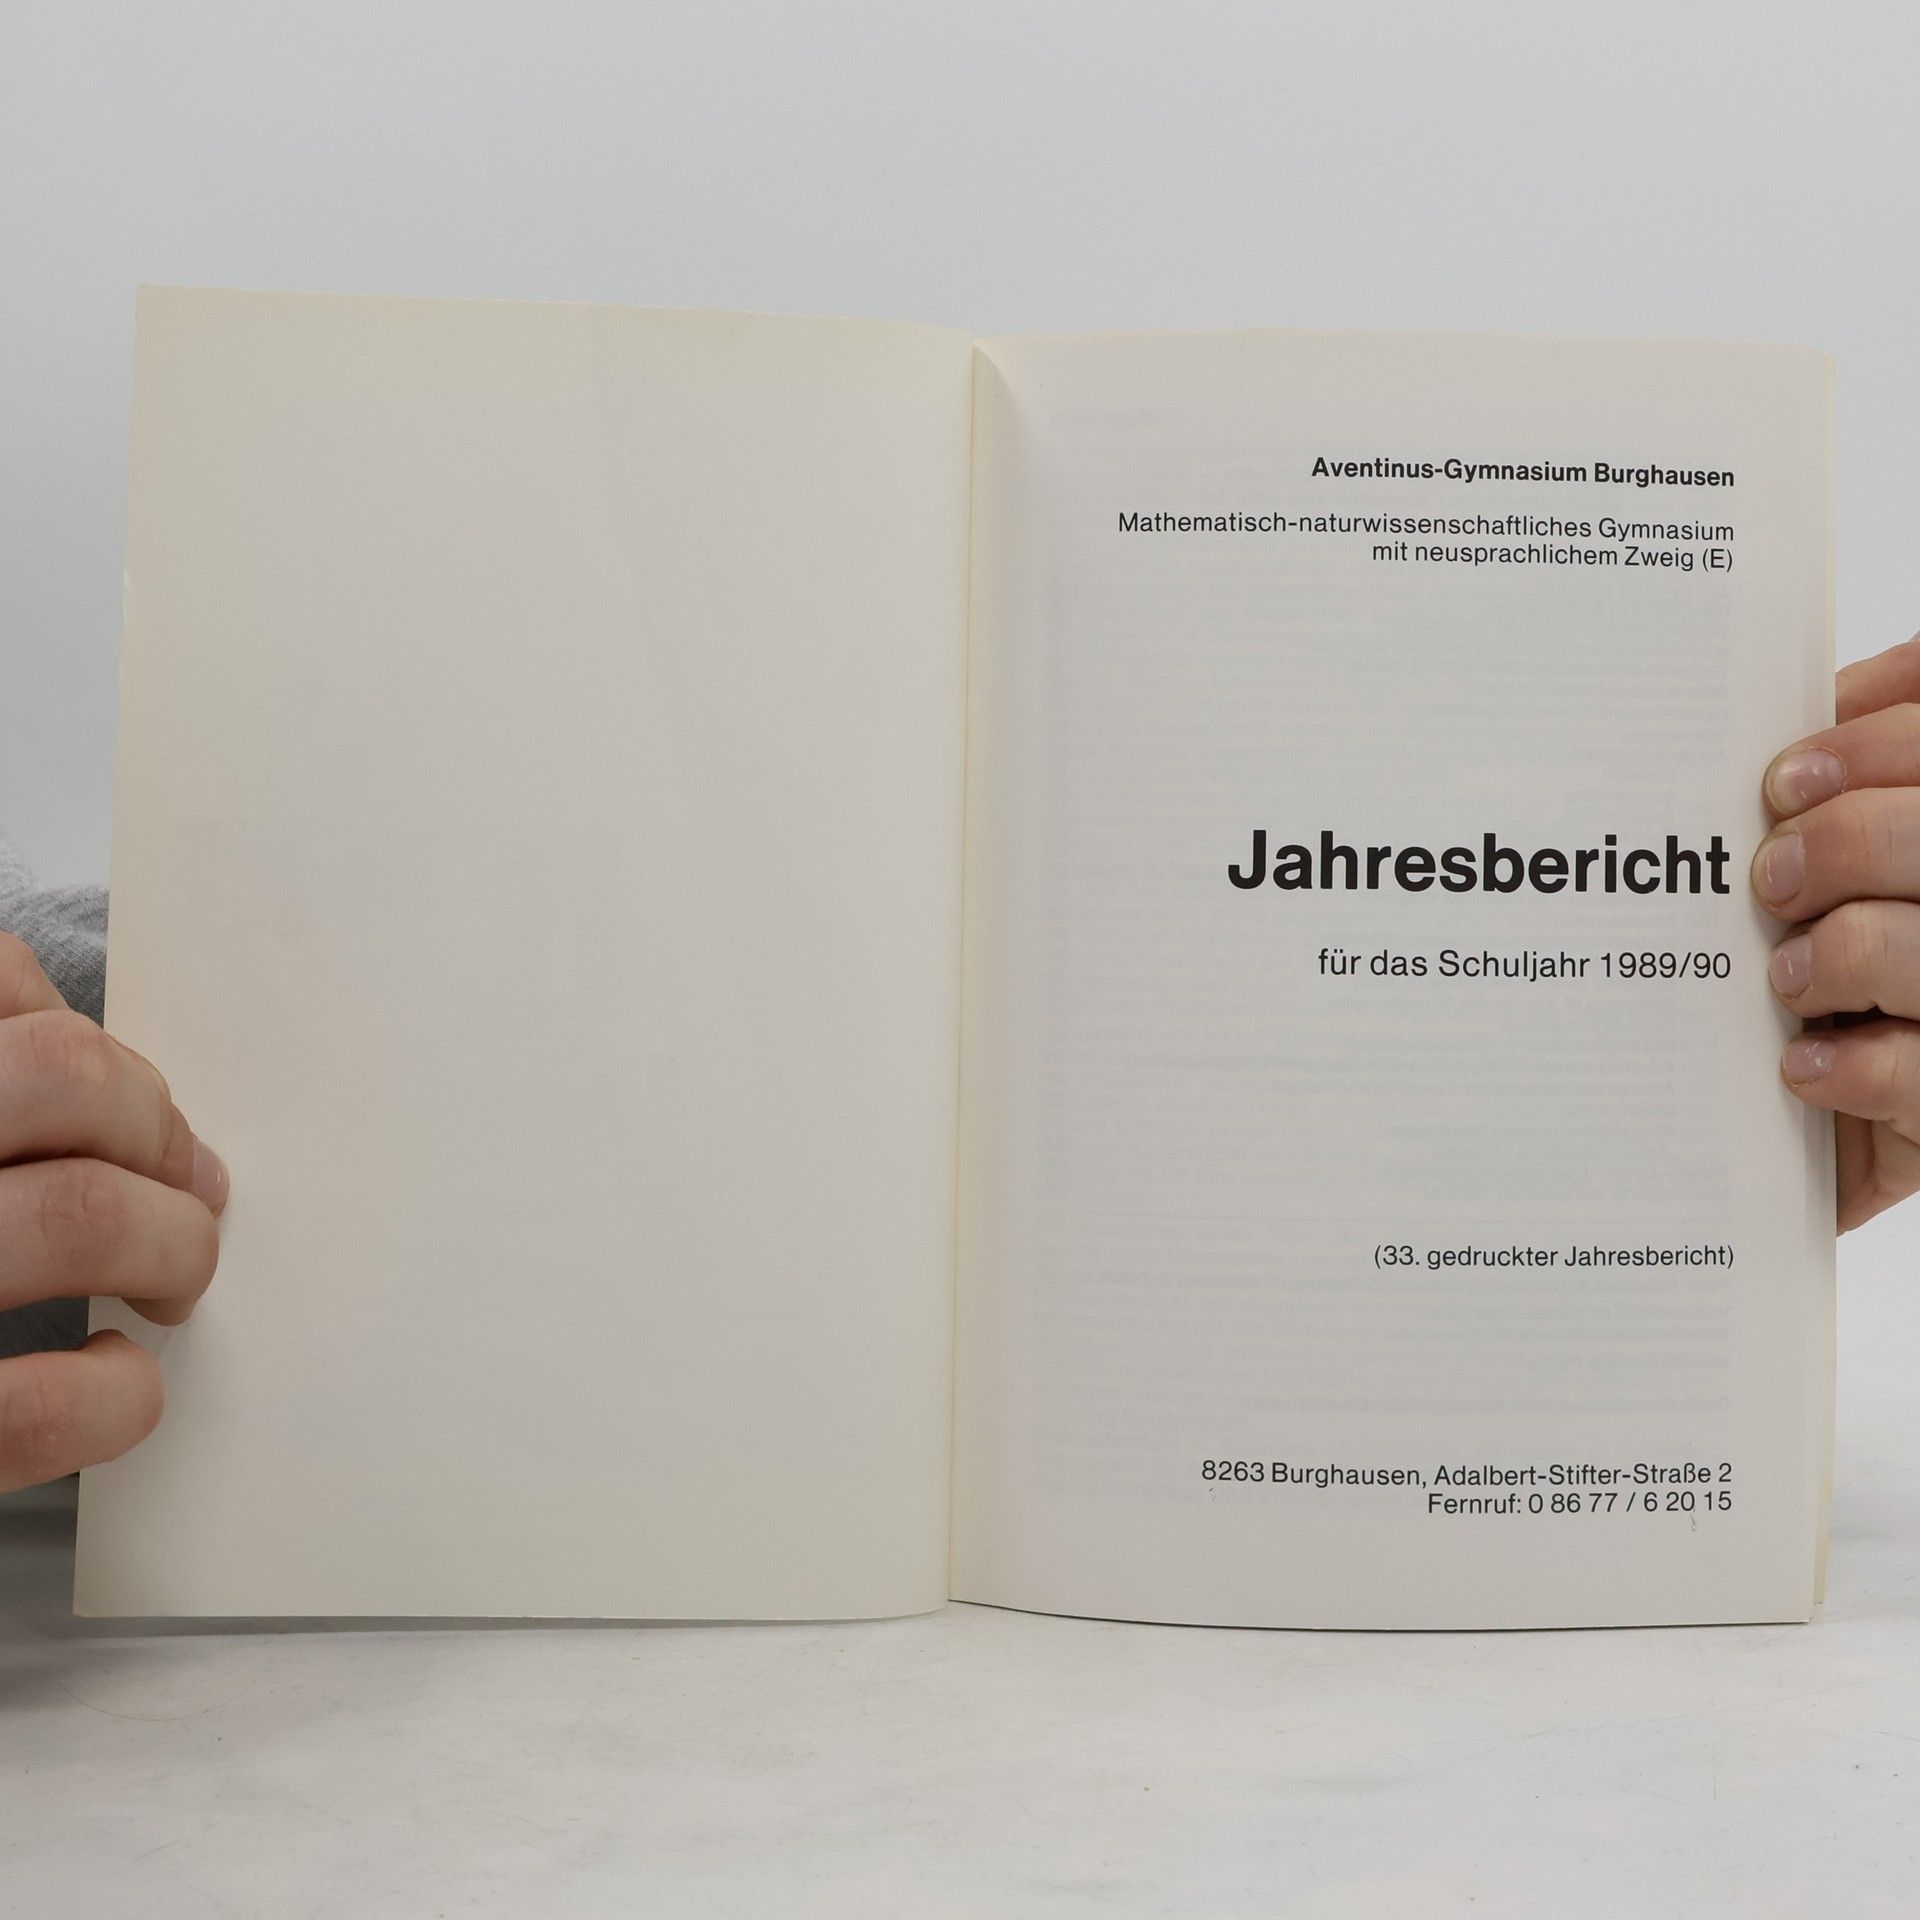 Aventinus-Gymnasium Burghausen
Mathematisch-naturwissenschaftliches Gymnasium
mit neusprachlichem Zweig (E)
Jahresbericht
für das Schuljahr 1989/90
(33. gedruckter Jahresbericht)
8263 Burghausen, Adalbert-Stifter-Straße 2
Fernruf: 0 86 77 / 6 20 15